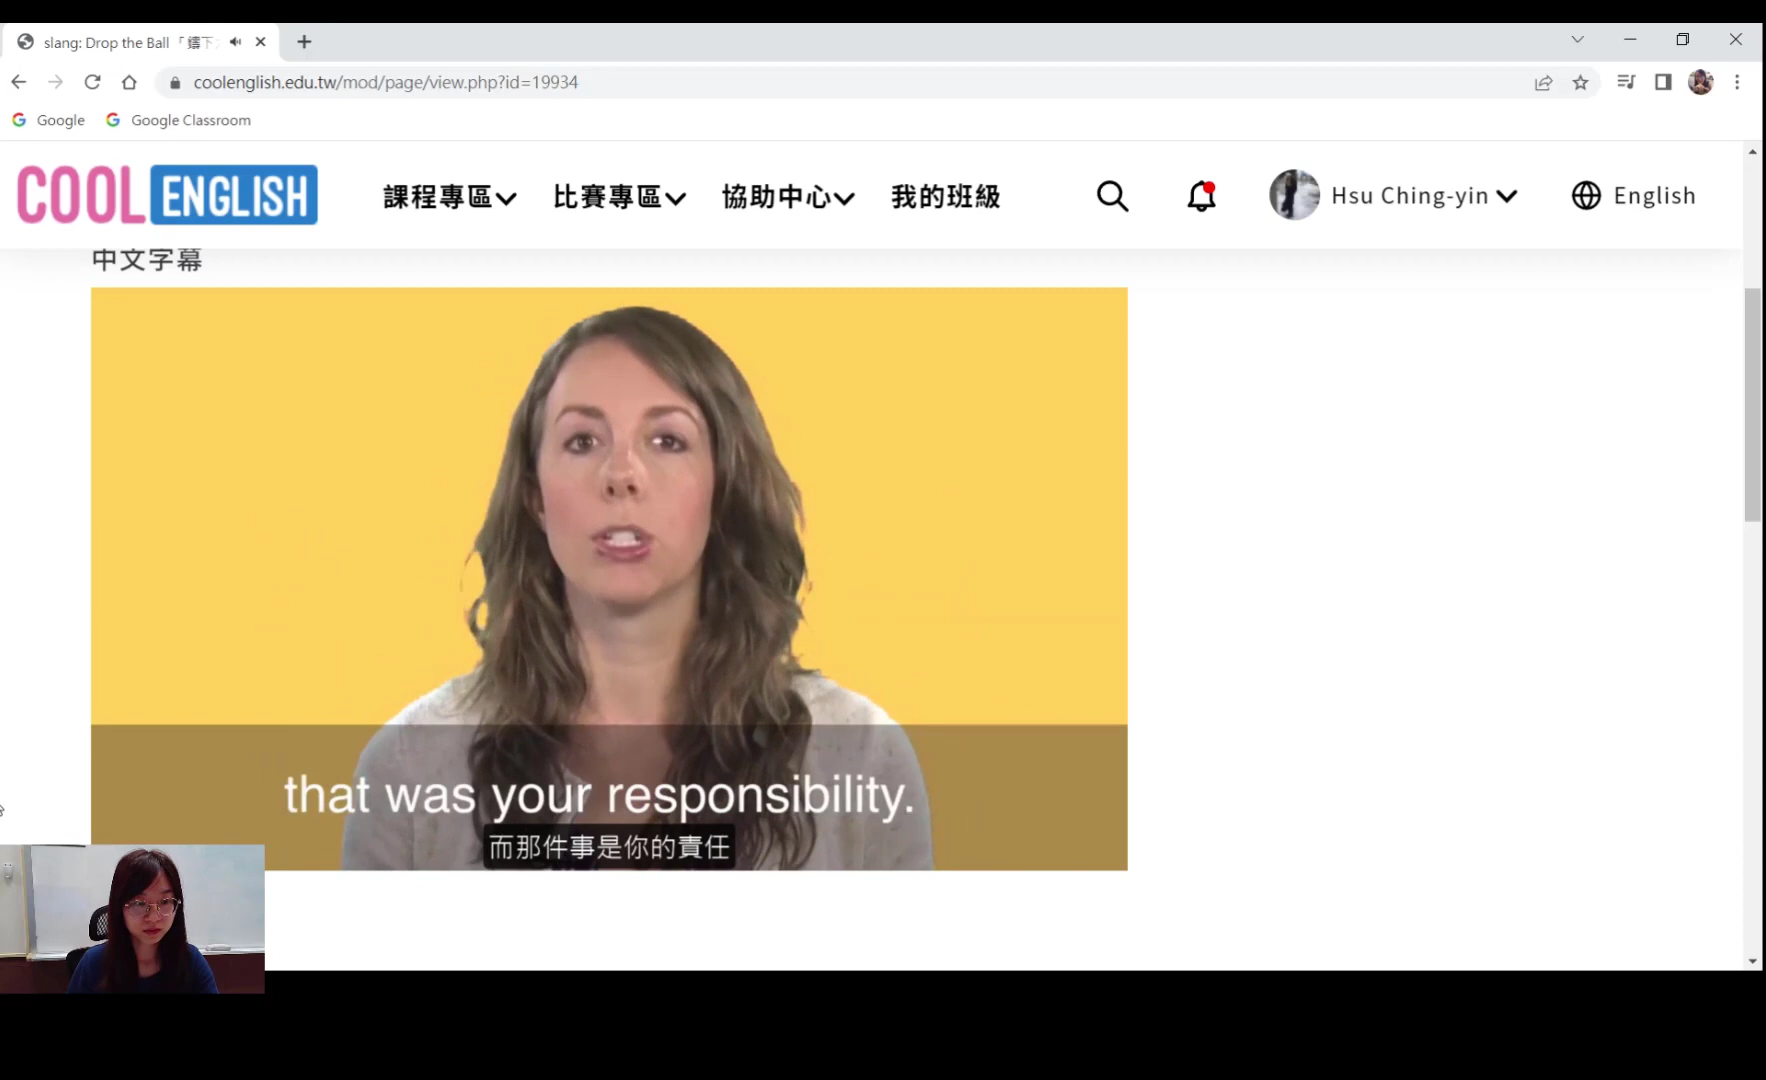 slang: Drop the Ball 「鑄下
coolenglish.edu.tw/mod/page/view.php?id=19934
Google Google Classroom
COOL ENGLISH 課程專區 比賽專區 協助中心 我的班級 Hsu Ching-yin English
中文字幕
that was your responsibility.
而那件事是你的責任